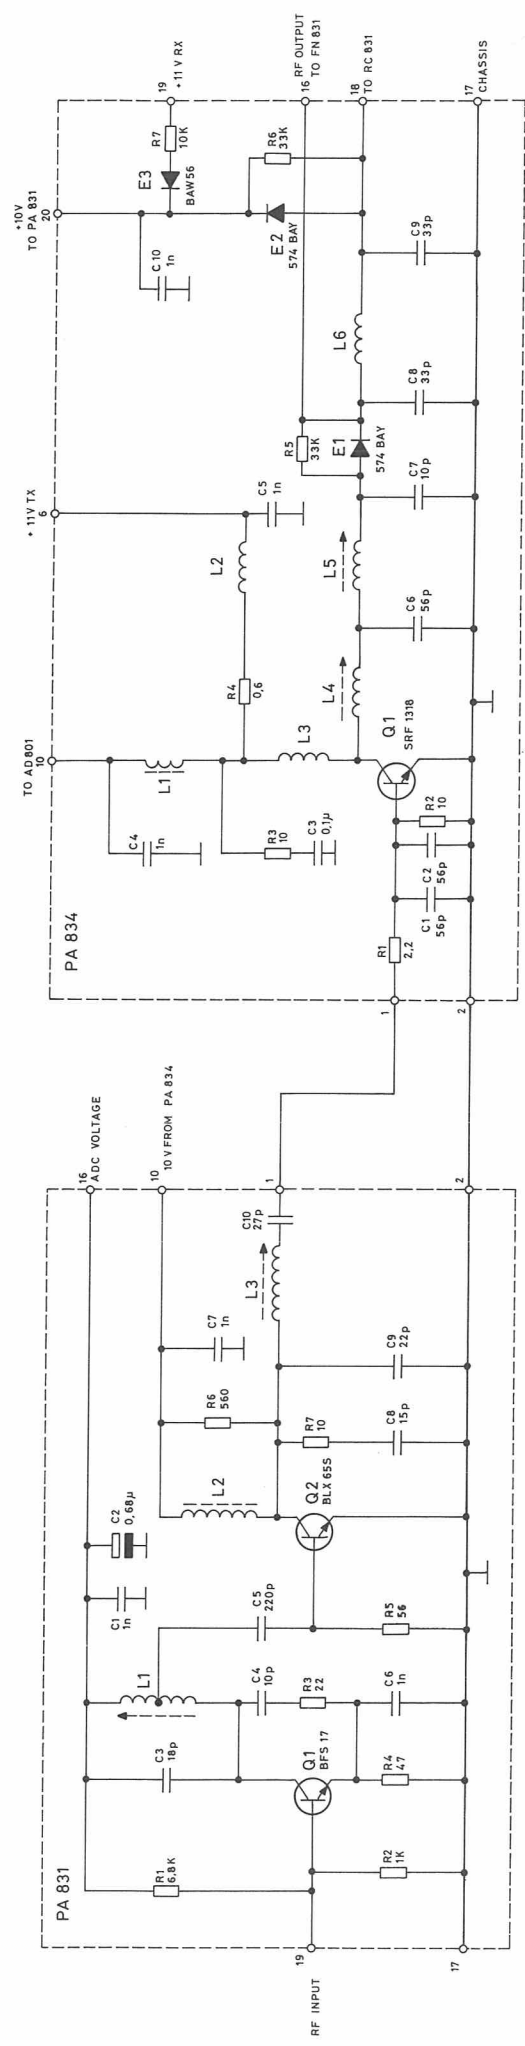 PA 831
RF INPUT
19
17
R1
6,8K
R2
1K
C3
18p
Q1
BFS 17
R4
47
L1
C4
10p
R3
22
C6
1n
C1
1n
C2
0,68µ
C5
220p
R5
56
Q2
BLX 65S
L2
R6
560
R7
10
C8
15p
C7
1n
C9
22p
L3
C10
27p
16
ADC VOLTAGE
10
10 V FROM PA 834
1
2
PA 834
1
2
R1
2,2
C1
56p
C2
56p
R2
10
Q1
SRF 1318
C4
1n
R3
10
C3
0,1µ
TO AD801
10
L1
L3
R4
0,6
L2
L4
C6
56p
L5
+ 11V TX
6
C5
1n
C7
10p
R5
33K
E1
574 BAY
C8
33p
L6
C9
33p
C10
1n
+10V
TO PA 831
20
E2
574 BAY
E3
BAW56
R6
33K
R7
10K
19
+11 V RX
16
RF OUTPUT
TO FN 831
18
TO RC 831
17
CHASSIS